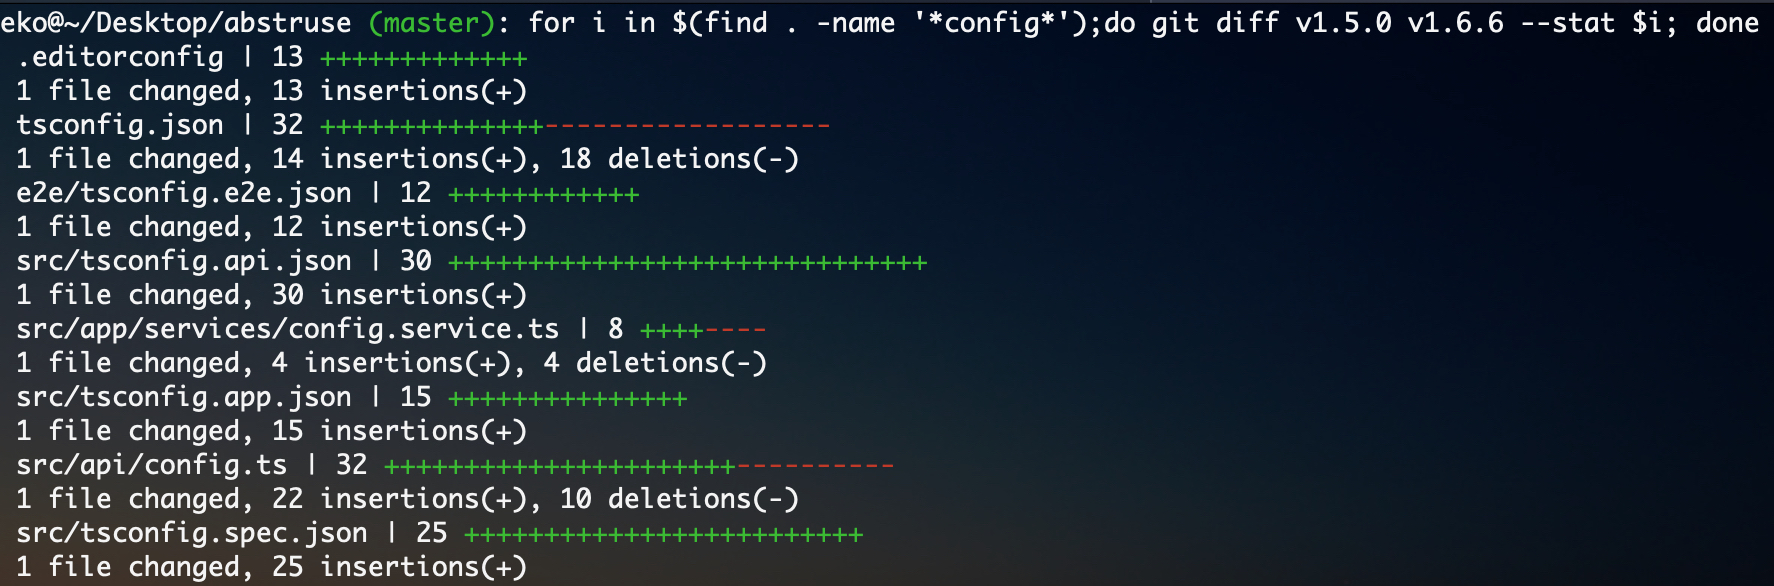 eko@~/Desktop/abstruse (master): for i in $(find . -name '*config*');do git diff v1.5.0 v1.6.6 --stat $i; done
.editorconfig | 13 +++++++++++++
1 file changed, 13 insertions(+)
tsconfig.json | 32 ++++++++++++++------------------
1 file changed, 14 insertions(+), 18 deletions(-)
e2e/tsconfig.e2e.json | 12 ++++++++++++
1 file changed, 12 insertions(+)
src/tsconfig.api.json | 30 ++++++++++++++++++++++++++++++
1 file changed, 30 insertions(+)
src/app/services/config.service.ts | 8 ++++----
1 file changed, 4 insertions(+), 4 deletions(-)
src/tsconfig.app.json | 15 +++++++++++++++
1 file changed, 15 insertions(+)
src/api/config.ts | 32 ++++++++++++++++++++++----------
1 file changed, 22 insertions(+), 10 deletions(-)
src/tsconfig.spec.json | 25 +++++++++++++++++++++++++
1 file changed, 25 insertions(+)